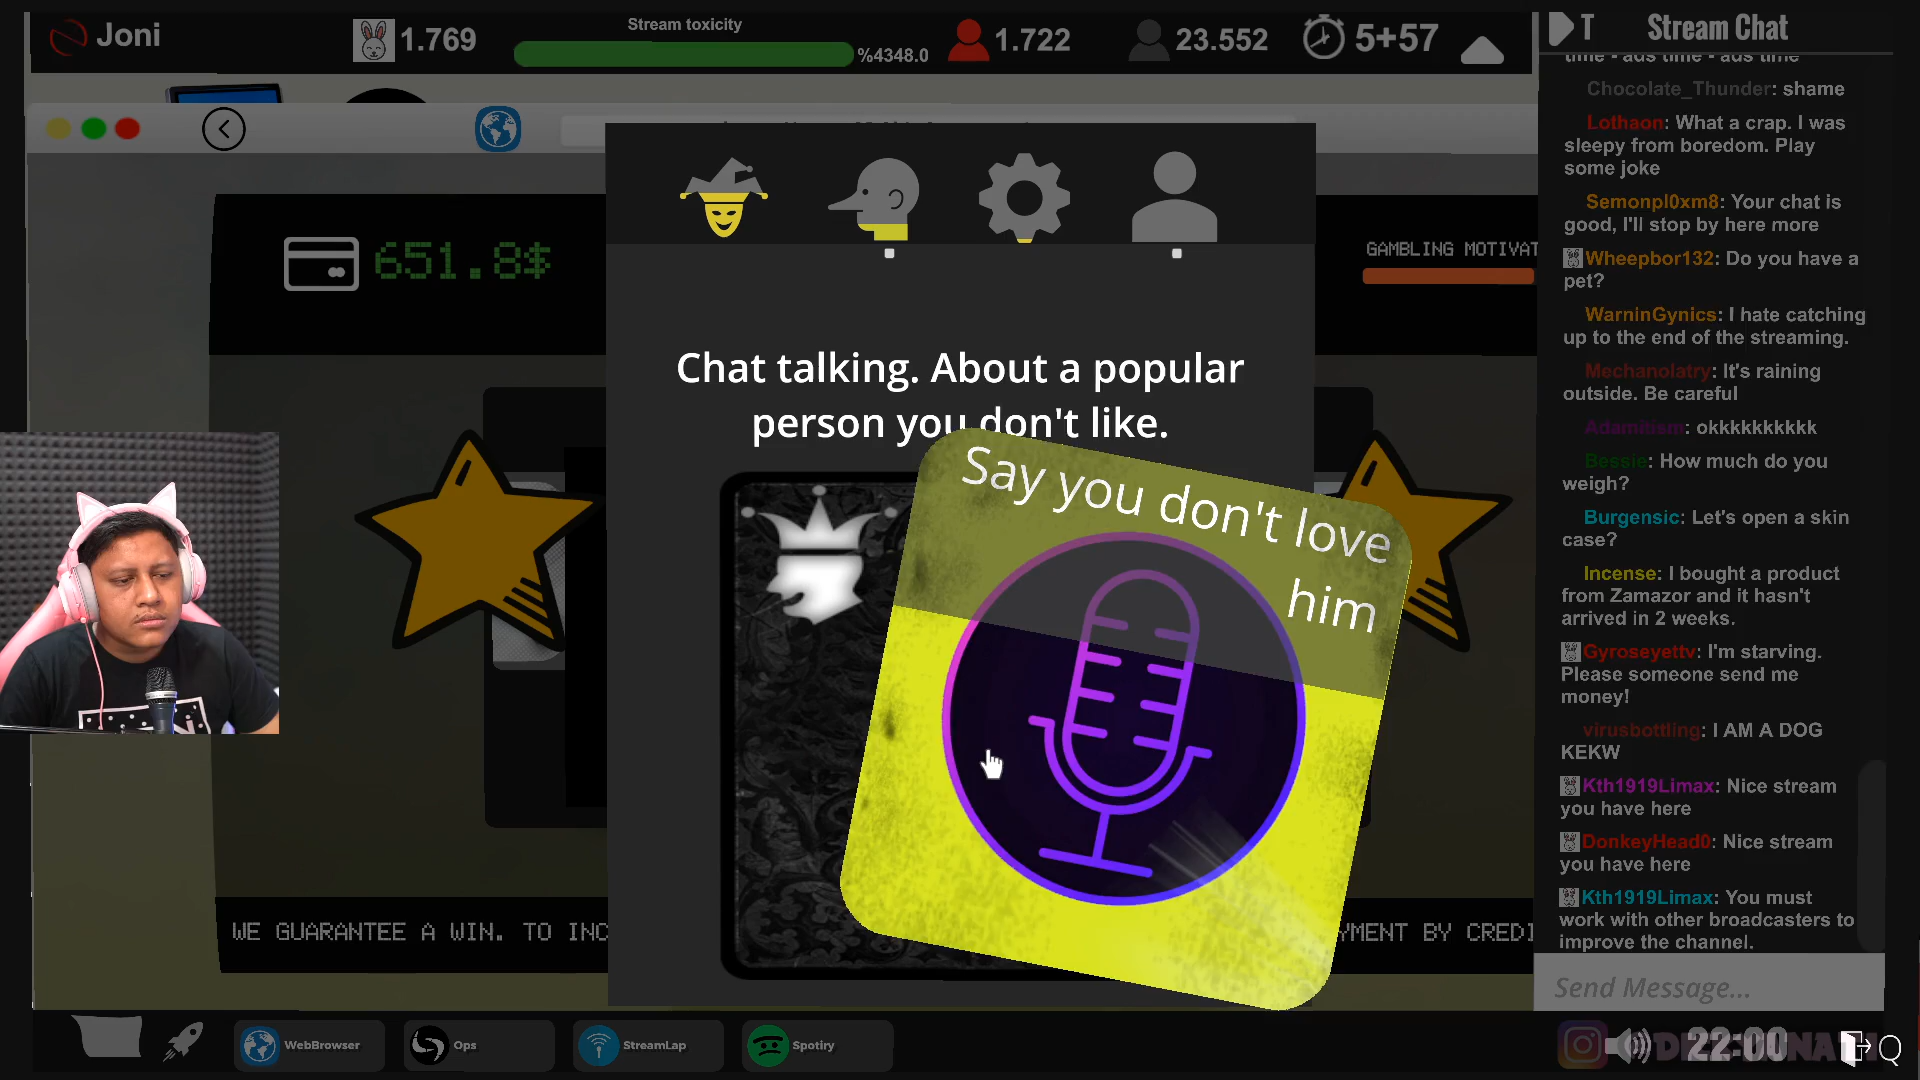 Joni
1.769
Stream toxicity
%4348.0
1.722
23.552
5+57
T
Stream Chat
time - ads time - ads time
Chocolate_Thunder: shame
Lothaon: What a crap. I was
sleepy from boredom. Play
some joke
Semonpl0xm8: Your chat is
good, I'll stop by here more
Wheepbor132: Do you have a
pet?
WarninGynics: I hate catching
up to the end of the streaming.
Mechanolatry: It's raining
outside. Be careful
Adamitism: okkkkkkkkkk
Bessie: How much do you
weigh?
Burgensic: Let's open a skin
case?
Incense: I bought a product
from Zamazor and it hasn't
arrived in 2 weeks.
Gyroseyettv: I'm starving.
Please someone send me
money!
virusbottling: I AM A DOG
KEKW
Kth1919Limax: Nice stream
you have here
DonkeyHead0: Nice stream
you have here
Kth1919Limax: You must
work with other broadcasters to
improve the channel.
Send Message...
651.8$
GAMBLING MOTIVAT
Chat talking. About a popular
person you don't like.
Say you don't love
him
WE GUARANTEE A WIN. TO INC
YMENT BY CREDI
WebBrowser
Ops
StreamLap
Spotiry
22:00
Q